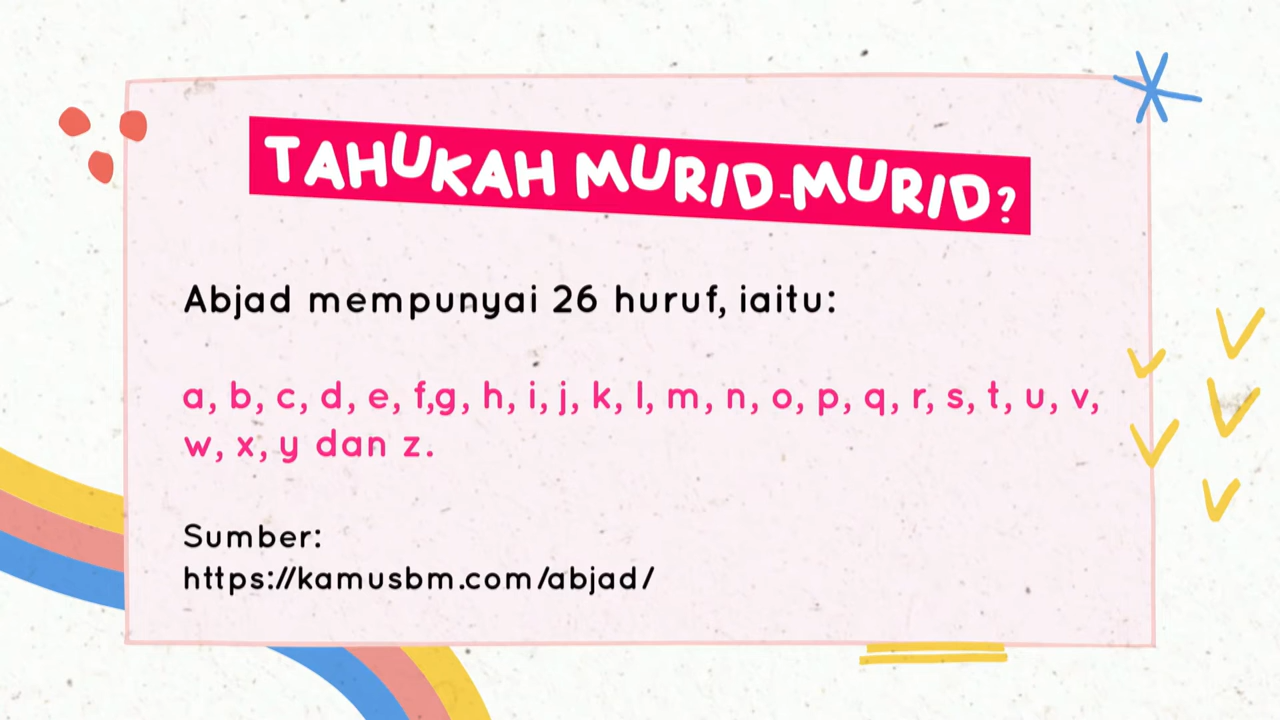 TAHUKAH MURID-MURID?
Abjad mempunyai 26 huruf, iaitu:
a, b, c, d, e, f,g, h, i, j, k, l, m, n, o, p, q, r, s, t, u, v,
w, x, y dan z.
Sumber:
https://kamusbm.com/abjad/